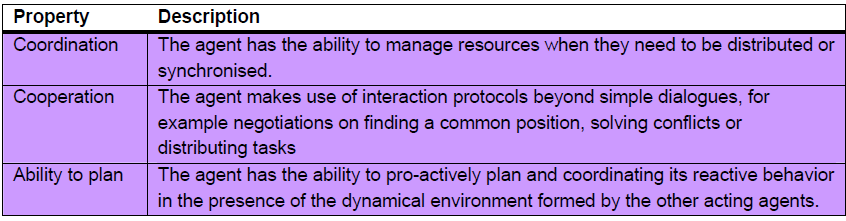 Property Description
Coordination The agent has the ability to manage resources when they need to be distributed or
synchronised.
Cooperation The agent makes use of interaction protocols beyond simple dialogues, for
example negotiations on finding a common position, solving conflicts or
distributing tasks
Ability to plan The agent has the ability to pro-actively plan and coordinating its reactive behavior
in the presence of the dynamical environment formed by the other acting agents.